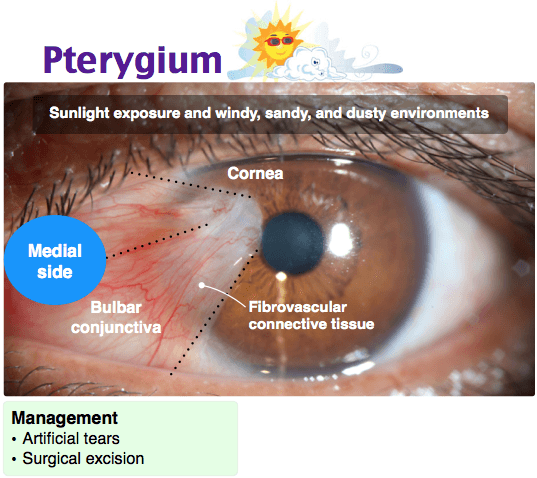 Pterygium
Sunlight exposure and windy, sandy, and dusty environments
Cornea
Medial
side
Bulbar
conjunctiva
Fibrovascular
connective tissue
Management
• Artificial tears
• Surgical excision